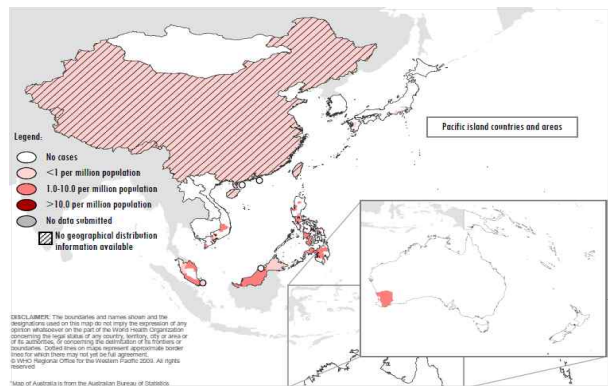 Pacific island countries and areas
Legend:
No cases
<1 per million population
1.0-10.0 per million population
>10.0 per million population
No data submitted
No geographical distribution
information available
DISCLAIMER: The boundaries and names shown and the
designations used on this map do not imply the expression of any
opinion whatsoever on the part of the World Health Organization
concerning the legal status of any country, territory, city or area or
of its authorities, or concerning the delimitation of its frontiers or
boundaries. Dotted lines on maps represent approximate border
lines for which there may not yet be full agreement.
© WHO Regional Office for the Western Pacific 2009. All rights
reserved
*Map of Australia is from the Australian Bureau of Statistics